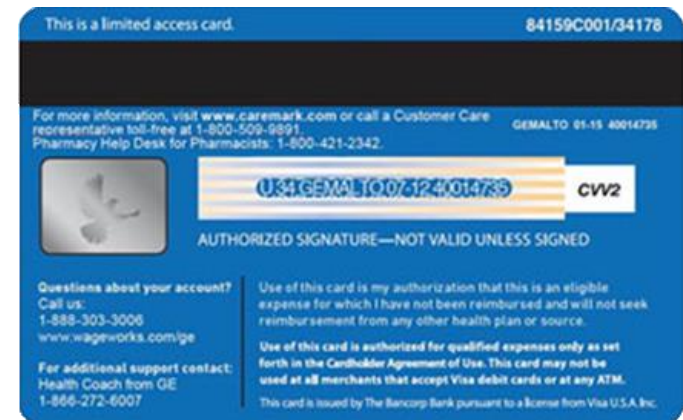 This is a limited access card.
84159C001/34178
For more information, visit www.caremark.com or call a Customer Care
representative toll-free at 1-800-509-9891.
Pharmacy Help Desk for Pharmacists: 1-800-421-2342.
GEMALTO 01-15 40014735
U 34 GEMALTO 07-12 40014735
CVV2
AUTHORIZED SIGNATURE—NOT VALID UNLESS SIGNED
Questions about your account?
Call us:
1-888-303-3006
www.wageworks.com/ge
For additional support contact:
Health Coach from GE
1-866-272-6007
Use of this card is my authorization that this is an eligible
expense for which I have not been reimbursed and will not seek
reimbursement from any other health plan or source.
Use of this card is authorized for qualified expenses only as set
forth in the Cardholder Agreement of Use. This card may not be
used at all merchants that accept Visa debit cards or at any ATM.
This card is issued by The Bancorp Bank pursuant to a license from Visa U.S.A. Inc.